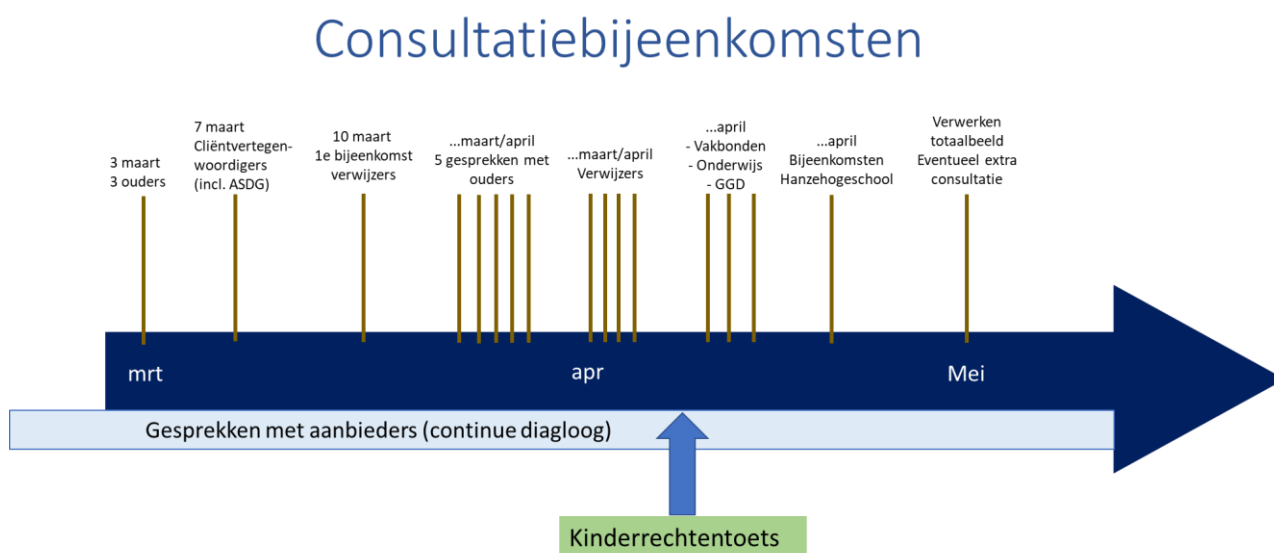 Consultatiebijeenkomsten
3 maart
3 ouders
7 maart
Cliëntvertegen-
woordigers
(incl. ASDG)
10 maart
1e bijeenkomst
verwijzers
...maart/april
5 gesprekken met
ouders
...maart/april
Verwijzers
...april
- Vakbonden
- Onderwijs
- GGD
...april
Bijeenkomsten
Hanzehogeschool
Verwerken
totaalbeeld
Eventueel extra
consultatie
mrt
apr
Mei
Gesprekken met aanbieders (continue diagloog)
Kinderrechtentoets